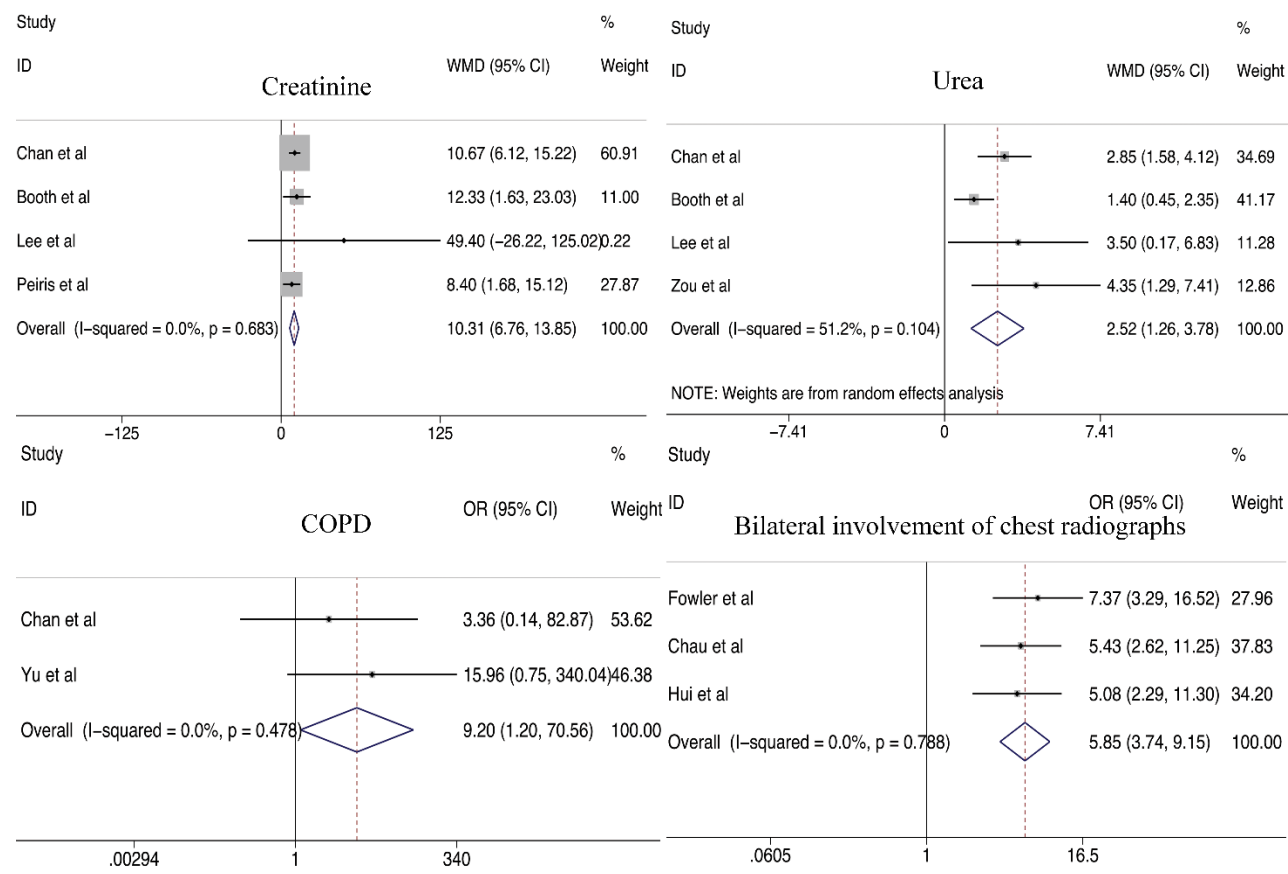 Study %
ID WMD (95% CI) Weight
Creatinine
Chan et al 10.67 (6.12, 15.22) 60.91
Booth et al 12.33 (1.63, 23.03) 11.00
Lee et al 49.40 (−26.22, 125.02)0.22
Peiris et al 8.40 (1.68, 15.12) 27.87
Overall (I−squared = 0.0%, p = 0.683) 10.31 (6.76, 13.85) 100.00
−125 0 125
Study %
ID WMD (95% CI) Weight
Urea
Chan et al 2.85 (1.58, 4.12) 34.69
Booth et al 1.40 (0.45, 2.35) 41.17
Lee et al 3.50 (0.17, 6.83) 11.28
Zou et al 4.35 (1.29, 7.41) 12.86
Overall (I−squared = 51.2%, p = 0.104) 2.52 (1.26, 3.78) 100.00
NOTE: Weights are from random effects analysis
−7.41 0 7.41
Study %
ID OR (95% CI) Weight
COPD
Chan et al 3.36 (0.14, 82.87) 53.62
Yu et al 15.96 (0.75, 340.04)46.38
Overall (I−squared = 0.0%, p = 0.478) 9.20 (1.20, 70.56) 100.00
.00294 1 340
Study %
ID OR (95% CI) Weight
Bilateral involvement of chest radiographs
Fowler et al 7.37 (3.29, 16.52) 27.96
Chau et al 5.43 (2.62, 11.25) 37.83
Hui et al 5.08 (2.29, 11.30) 34.20
Overall (I−squared = 0.0%, p = 0.788) 5.85 (3.74, 9.15) 100.00
.0605 1 16.5